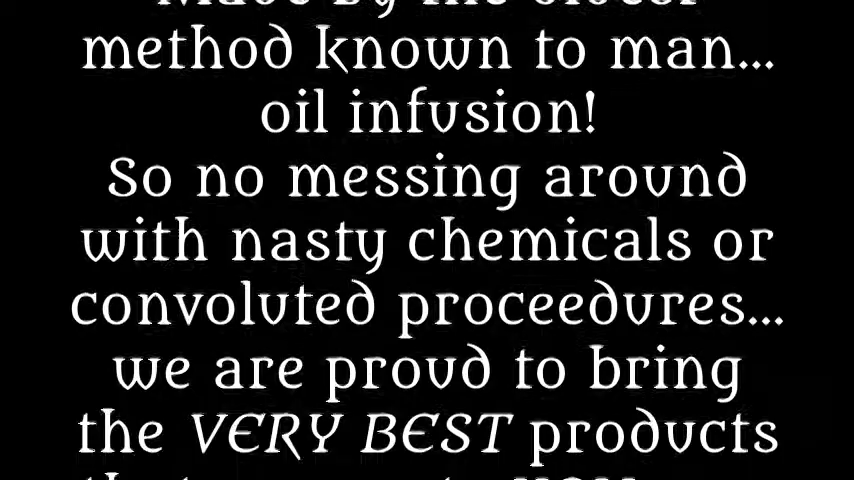 method known to man...
oil infusion!
So no messing around
with nasty chemicals or
convoluted proceedures...
we are proud to bring
the VERY BEST products